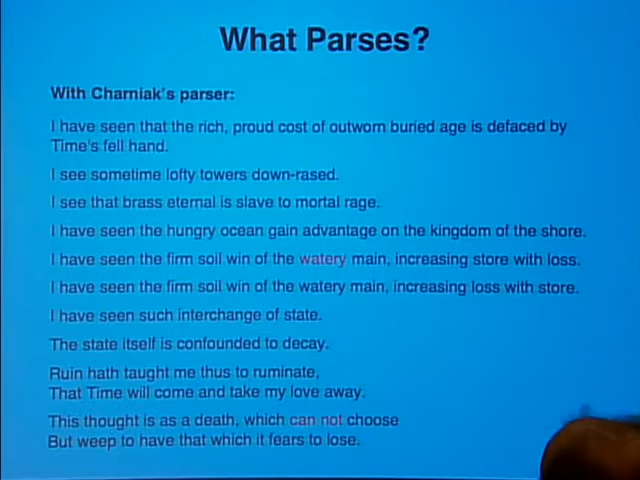 What Parses?
With Charniak's parser:
I have seen that the rich, proud cost of outworn buried age is defaced by
Time's fell hand.
I see sometime lofty towers down-rased.
I see that brass eternal is slave to mortal rage.
I have seen the hungry ocean gain advantage on the kingdom of the shore.
I have seen the firm soil win of the watery main, increasing store with loss.
I have seen the firm soil win of the watery main, increasing loss with store.
I have seen such interchange of state.
The state itself is confounded to decay.
Ruin hath taught me thus to ruminate,
That Time will come and take my love away.
This thought is as a death, which can not choose
But weep to have that which it fears to lose.